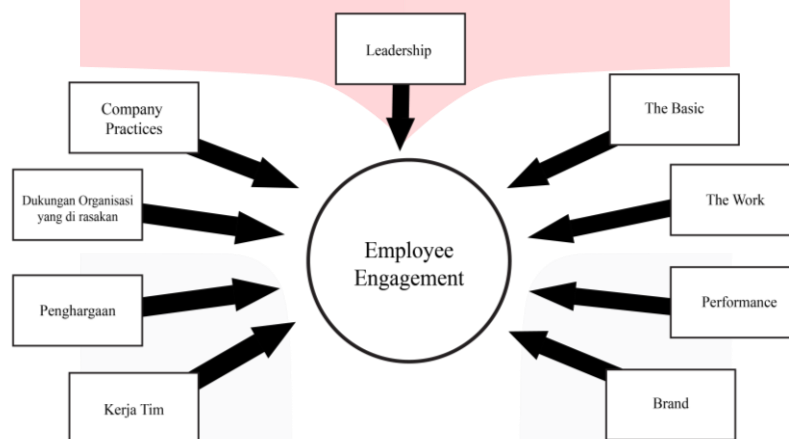 Leadership
Company
Practices
The Basic
Dukungan Organisasi
yang di rasakan
The Work
Employee
Engagement
Penghargaan
Performance
Kerja Tim
Brand